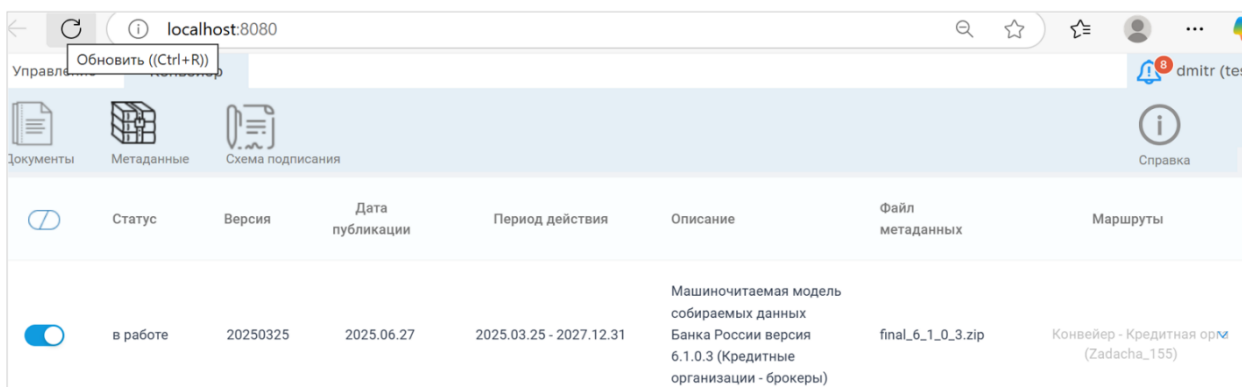 localhost:8080
Обновить ((Ctrl+R))
8
dmitr (tes
Документы
Метаданные
Схема подписания
Справка
Статус
Версия
Дата
публикации
Период действия
Описание
Файл
метаданных
Маршруты
в работе
20250325
2025.06.27
2025.03.25 - 2027.12.31
Машиночитаемая модель
собираемых данных
Банка России версия
6.1.0.3 (Кредитные
организации - брокеры)
final_6_1_0_3.zip
Конвейер - Кредитная орга
(Zadacha_155)